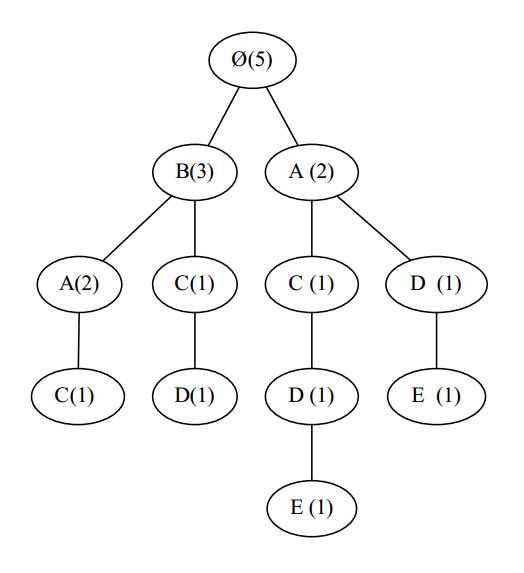 Ø(5)
B(3) A (2)
A(2) C(1) C (1) D (1)
C(1) D(1) D (1) E (1)
E (1)